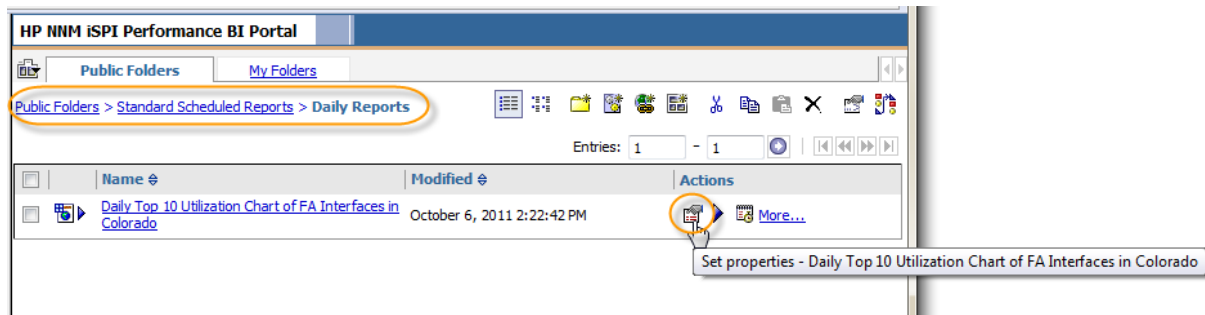 HP NNM iSPI Performance BI Portal
Public Folders My Folders
Public Folders > Standard Scheduled Reports > Daily Reports
Entries: 1 - 1
Name Modified Actions
Daily Top 10 Utilization Chart of FA Interfaces in
Colorado
October 6, 2011 2:22:42 PM
More...
Set properties - Daily Top 10 Utilization Chart of FA Interfaces in Colorado